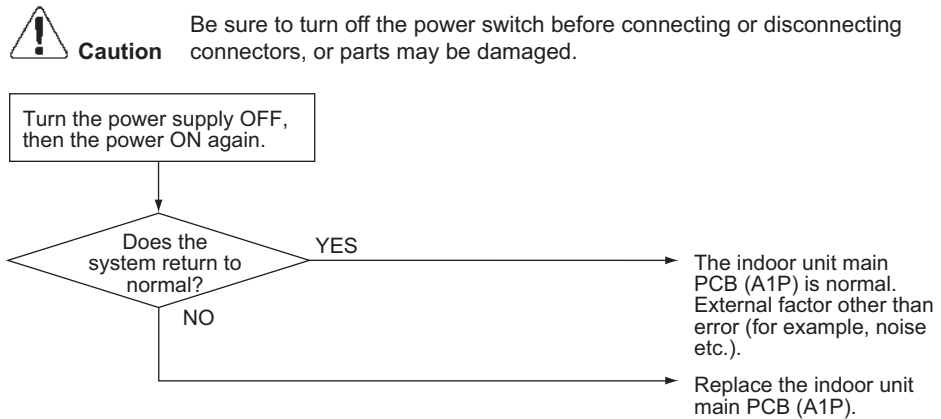 Be sure to turn off the power switch before connecting or disconnecting
Caution connectors, or parts may be damaged.
Turn the power supply OFF,
then the power ON again.
Does the
system return to
normal?
YES
NO
The indoor unit main
PCB (A1P) is normal.
External factor other than
error (for example, noise
etc.).
Replace the indoor unit
main PCB (A1P).